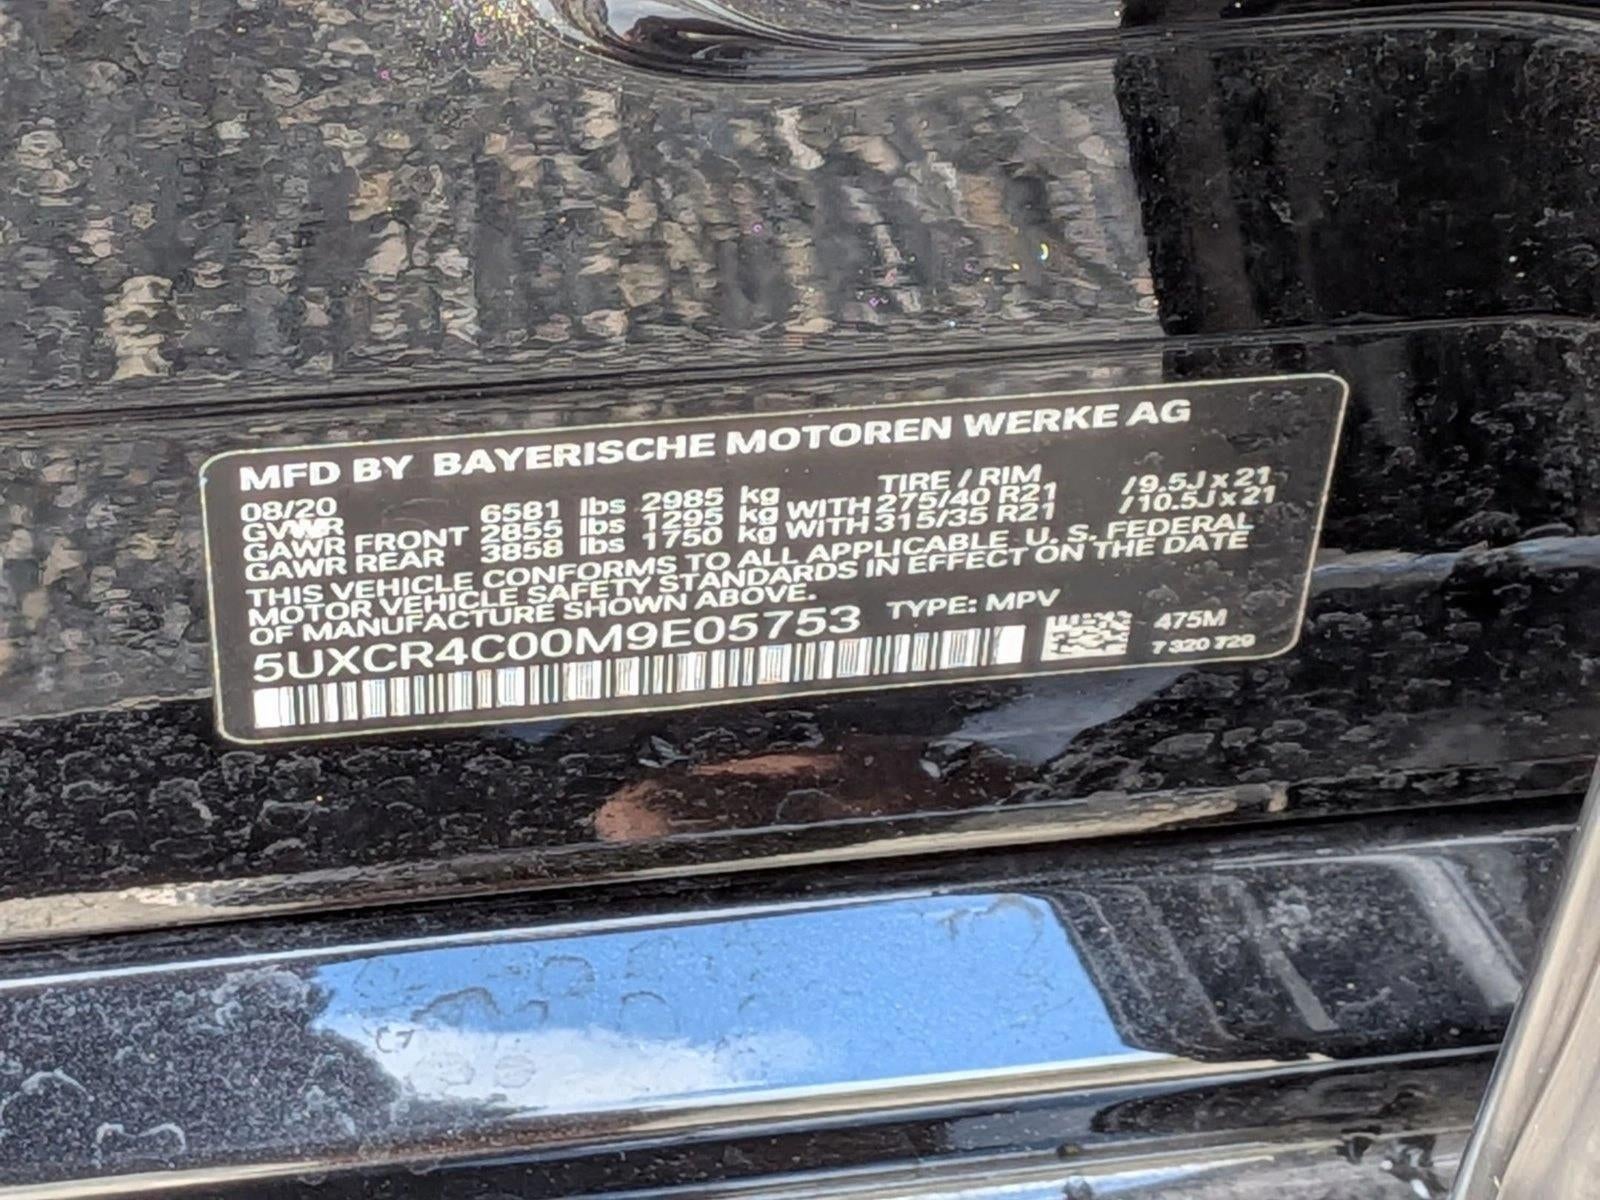 MFD BY BAYERISCHE MOTOREN WERKE AG
08/20 TIRE / RIM
GVWR 6581 lbs 2985 kg
GAWR FRONT 2855 lbs 1295 kg WITH 275/40 R21 /9.5J x 21
GAWR REAR 3858 lbs 1750 kg WITH 315/35 R21 /10.5J x 21
THIS VEHICLE CONFORMS TO ALL APPLICABLE U. S. FEDERAL
MOTOR VEHICLE SAFETY STANDARDS IN EFFECT ON THE DATE
OF MANUFACTURE SHOWN ABOVE.
5UXCR4C00M9E05753 TYPE: MPV
475M
7 320 729